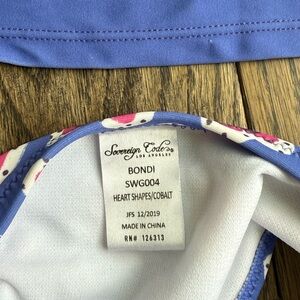 Sovereign Code
LOS ANGELES
BONDI
SWG004
HEART SHAPES/COBALT
JFS 12/2019
MADE IN CHINA
RN# 126313